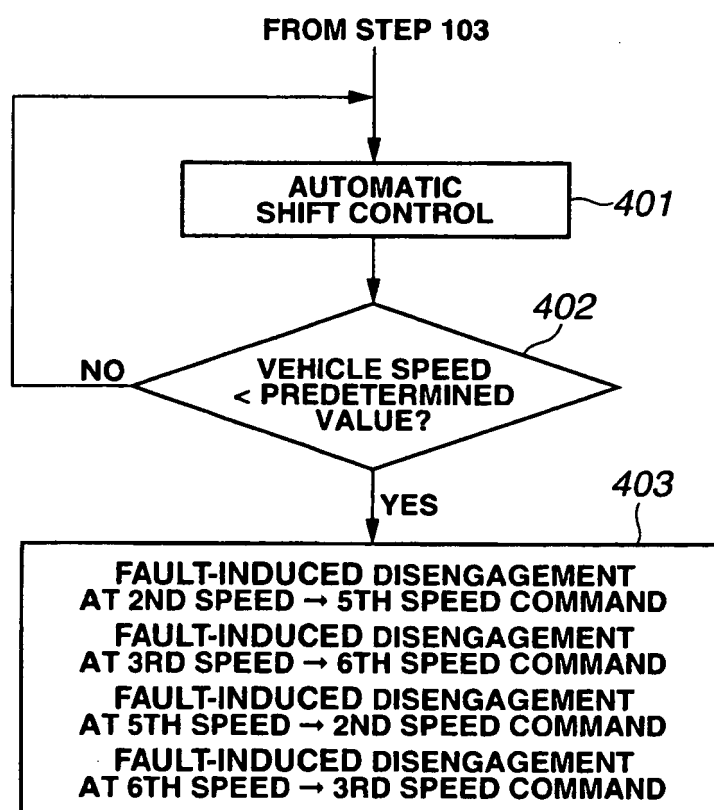 FROM STEP 103
AUTOMATIC
SHIFT CONTROL
401
402
VEHICLE SPEED
< PREDETERMINED
VALUE?
NO
YES
403
FAULT-INDUCED DISENGAGEMENT
AT 2ND SPEED → 5TH SPEED COMMAND
FAULT-INDUCED DISENGAGEMENT
AT 3RD SPEED → 6TH SPEED COMMAND
FAULT-INDUCED DISENGAGEMENT
AT 5TH SPEED → 2ND SPEED COMMAND
FAULT-INDUCED DISENGAGEMENT
AT 6TH SPEED → 3RD SPEED COMMAND